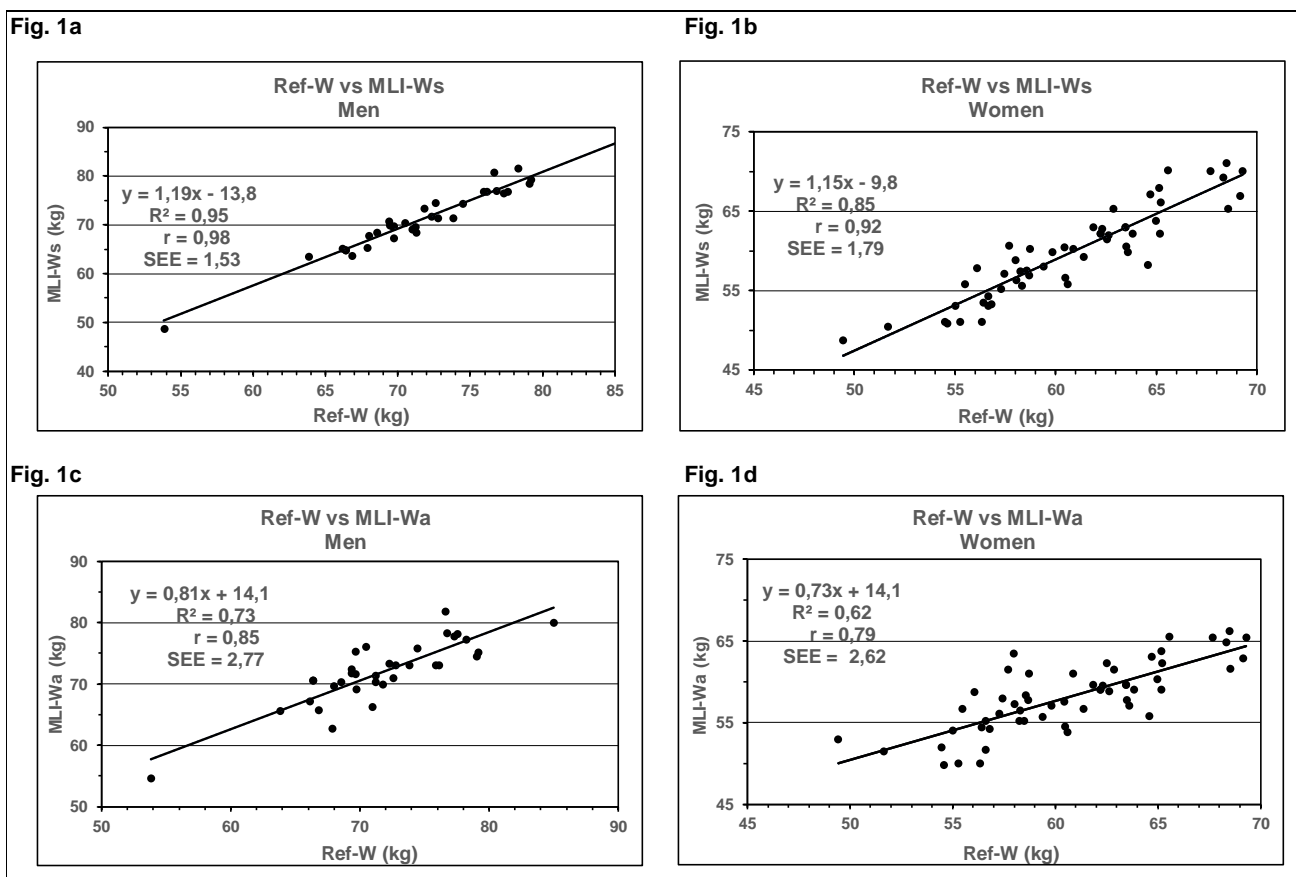 Fig. 1a
Ref-W vs MLI-Ws
Men
MLI-Ws (kg)
90
80
70
60
50
40
y = 1,19x - 13,8
R² = 0,95
r = 0,98
SEE = 1,53
50 55 60 65 70 75 80 85
Ref-W (kg)
Fig. 1b
Ref-W vs MLI-Ws
Women
MLI-Ws (kg)
75
65
55
45
y = 1,15x - 9,8
R² = 0,85
r = 0,92
SEE = 1,79
45 50 55 60 65 70
Ref-W (kg)
Fig. 1c
Ref-W vs MLI-Wa
Men
MLI-Wa (kg)
90
80
70
60
50
y = 0,81x + 14,1
R² = 0,73
r = 0,85
SEE = 2,77
50 60 70 80 90
Ref-W (kg)
Fig. 1d
Ref-W vs MLI-Wa
Women
MLI-Wa (kg)
75
65
55
45
y = 0,73x + 14,1
R² = 0,62
r = 0,79
SEE = 2,62
45 50 55 60 65 70
Ref-W (kg)